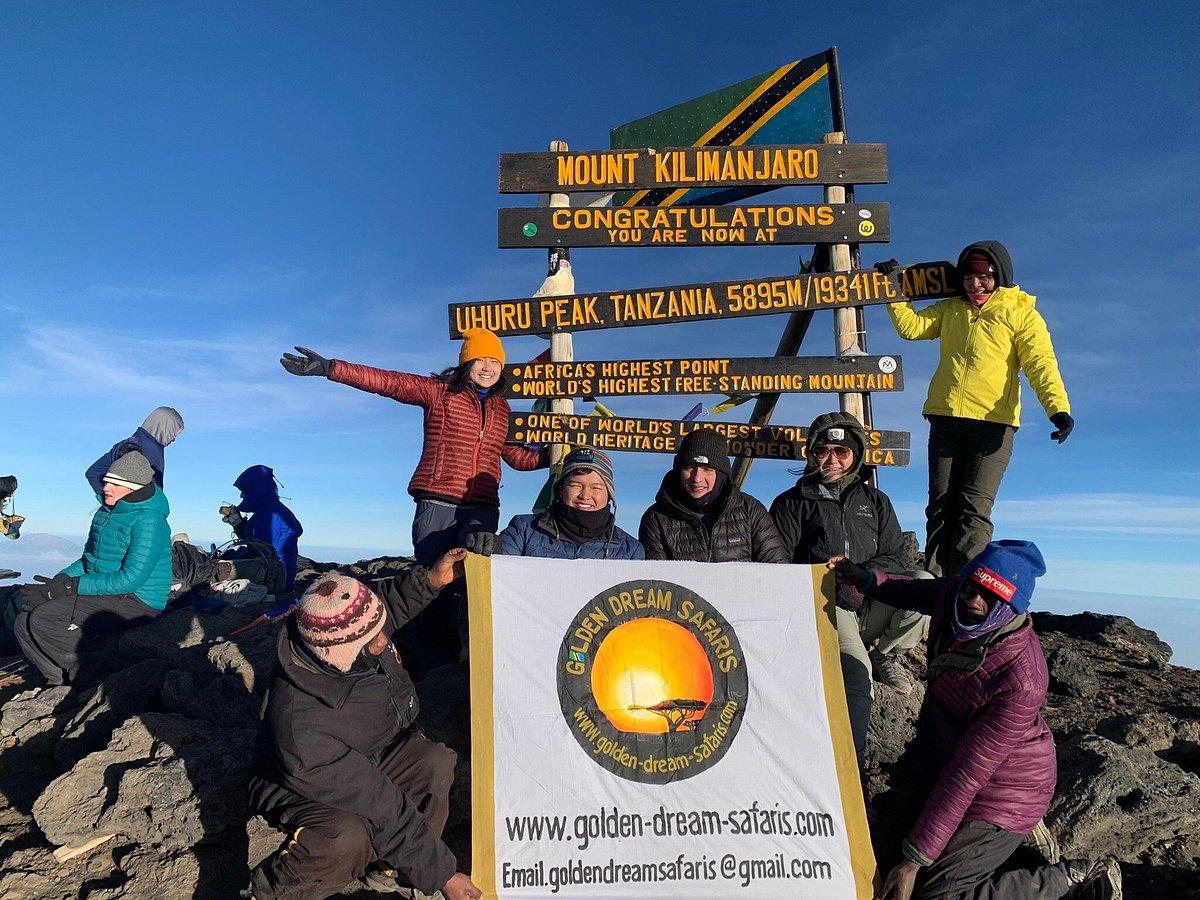 MOUNT KILIMANJARO
CONGRATULATIONS
YOU ARE NOW AT
UHURU PEAK, TANZANIA, 5895M/19341Ft. AMSL
• AFRICA'S HIGHEST POINT
• WORLD'S HIGHEST FREE-STANDING MOUNTAIN
• ONE OF WORLD'S LARGEST
• WORLD HERITAGE
Supreme
GOLDEN DREAM SAFARIS
www.golden-dream-safaris.com
www.golden-dream-safaris.com
Email.goldendreamsafaris@gmail.com